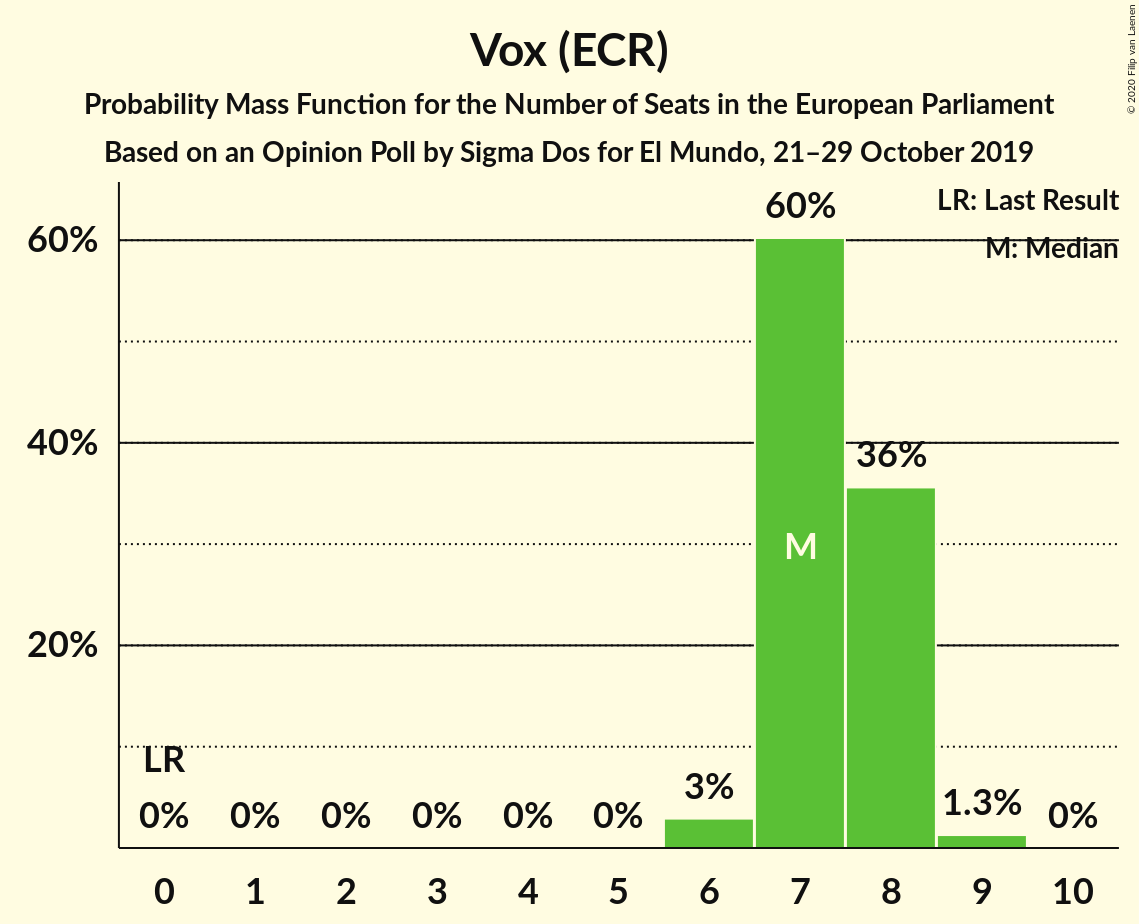 © 2020 Filip van Laenen
Vox (ECR)
Probability Mass Function for the Number of Seats in the European Parliament
Based on an Opinion Poll by Sigma Dos for El Mundo, 21–29 October 2019
LR: Last Result
M: Median
60%
40%
20%
LR
0% 0% 0% 0% 0% 0% 3% 60% 36% 1.3% 0%
M
0 1 2 3 4 5 6 7 8 9 10